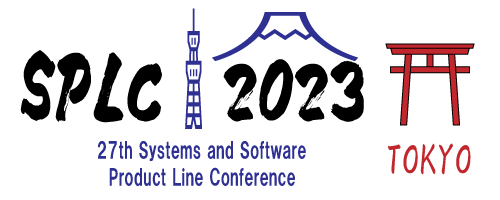 SPLC 2023
27th Systems and Software
Product Line Conference
TOKYO